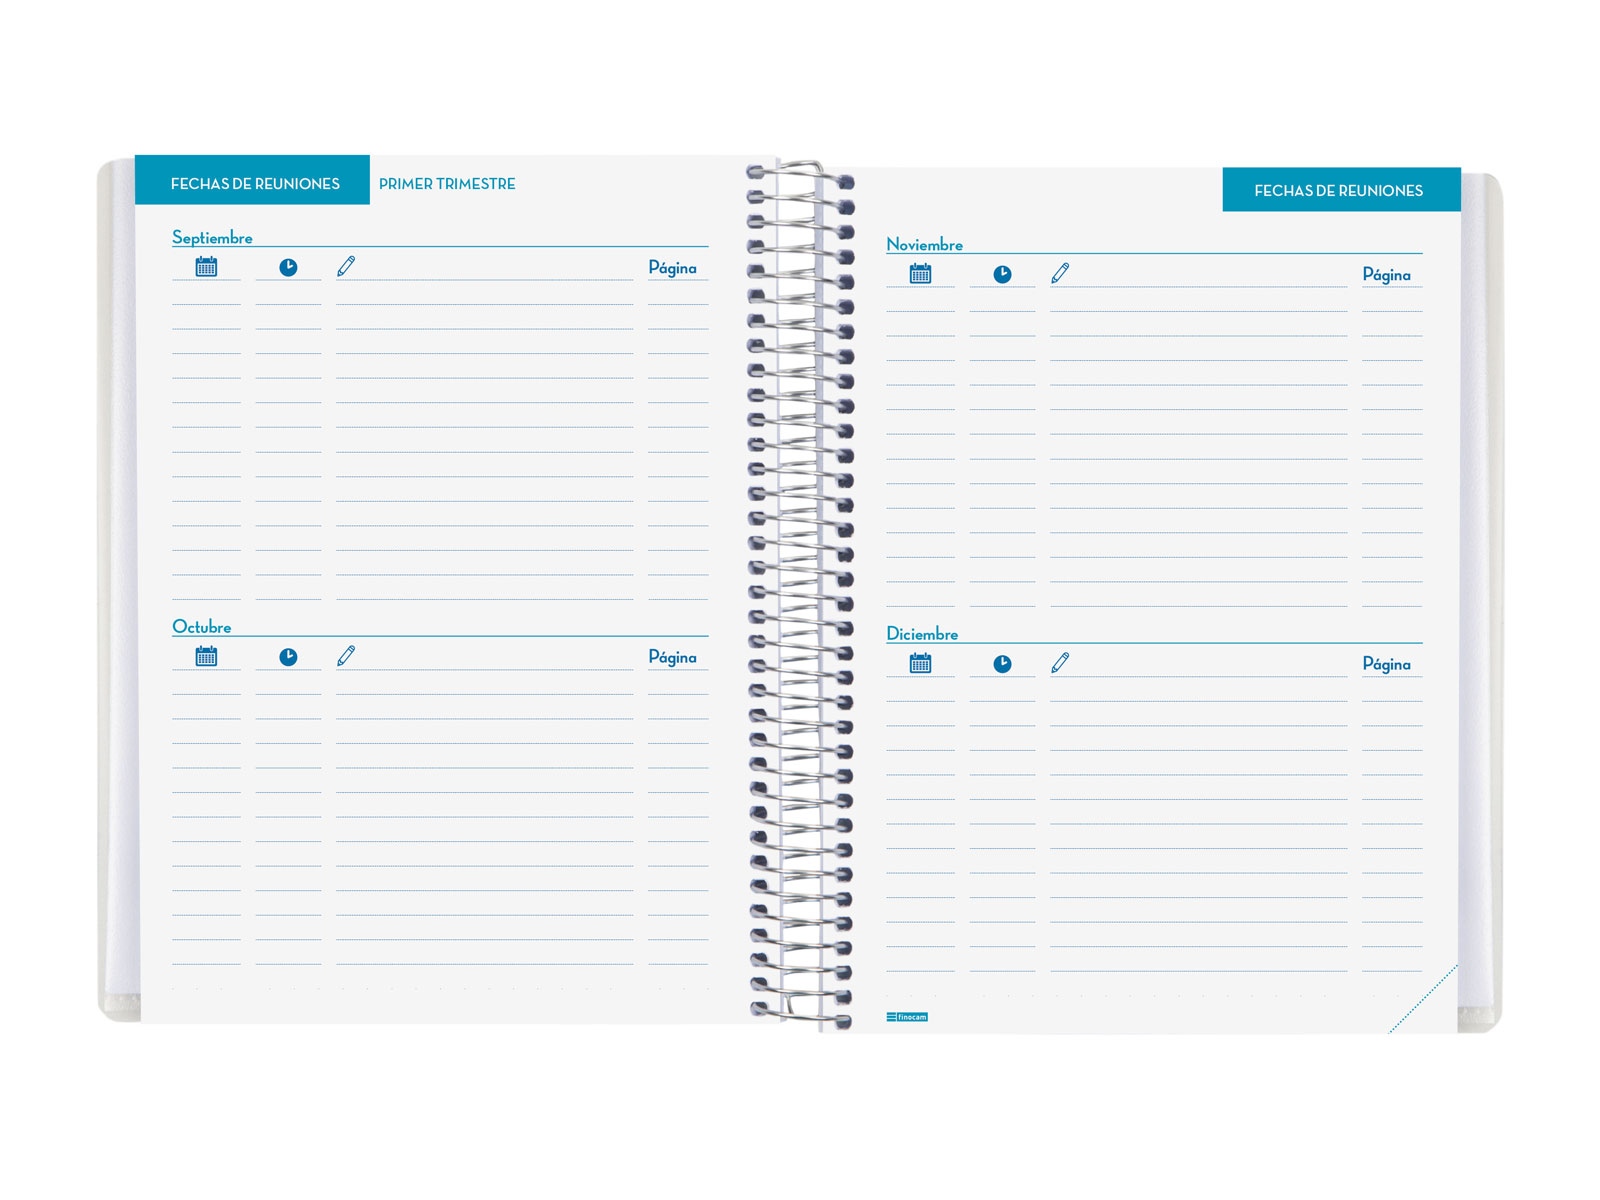 FECHAS DE REUNIONES PRIMER TRIMESTRE
Septiembre
Página
Octubre
Página
FECHAS DE REUNIONES
Noviembre
Página
Diciembre
Página
finocam